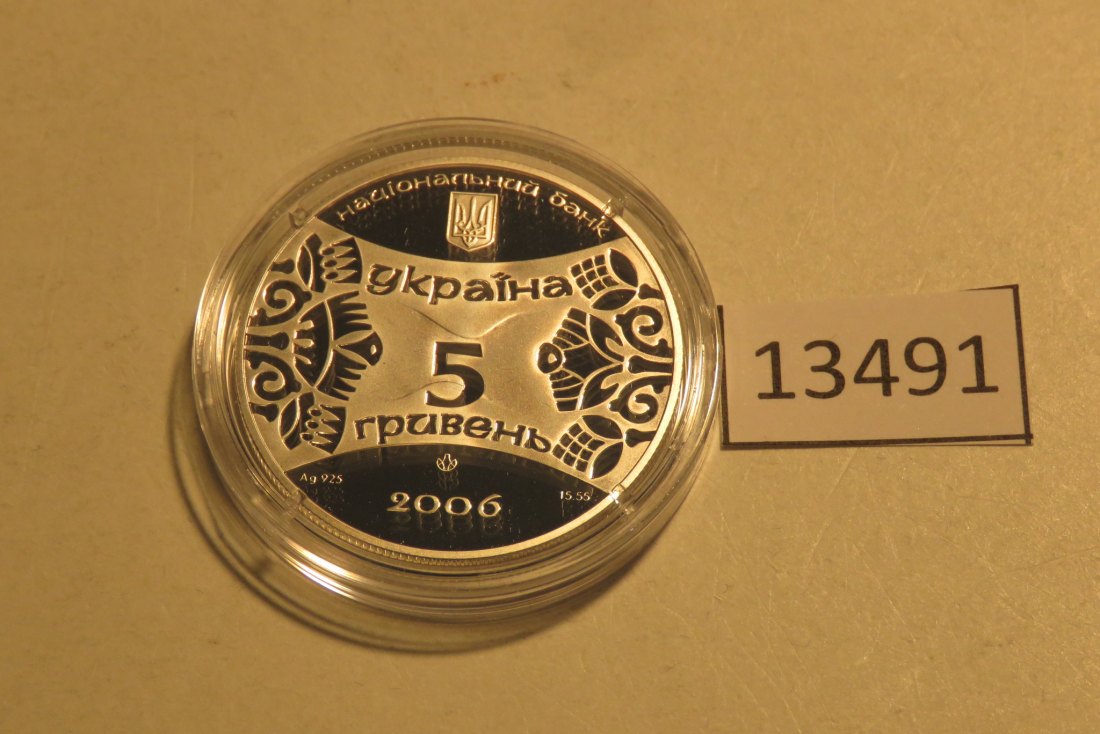 національний банк
україна
5
гривень
Ag 925
2006
15.55
13491